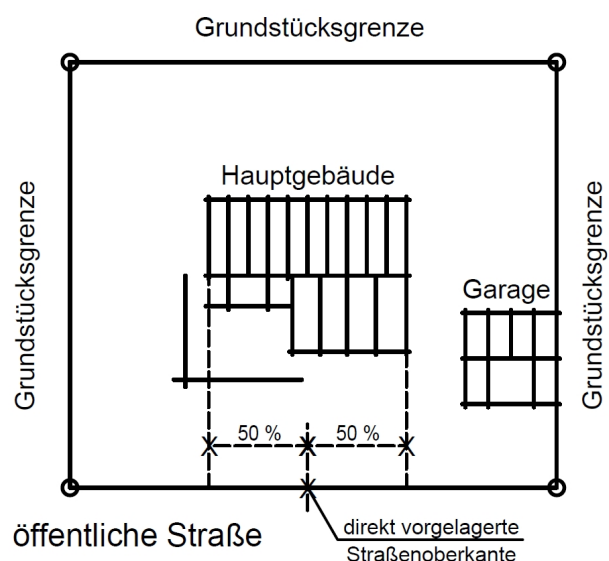 Grundstücksgrenze
Hauptgebäude
Grundstücksgrenze
Garage
Grundstücksgrenze
50 %
50 %
öffentliche Straße
direkt vorgelagerte
Straßenoberkante